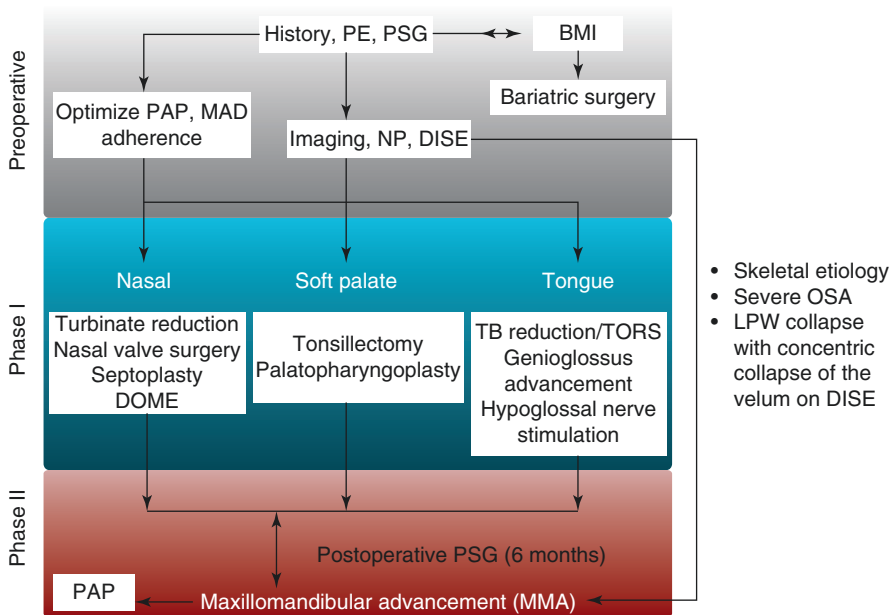 Preoperative
History, PE, PSG
BMI
Bariatric surgery
Optimize PAP, MAD
adherence
Imaging, NP, DISE
Phase I
Nasal
Soft palate
Tongue
Turbinate reduction
Nasal valve surgery
Septoplasty
DOME
Tonsillectomy
Palatopharyngoplasty
TB reduction/TORS
Genioglossus
advancement
Hypoglossal nerve
stimulation
• Skeletal etiology
• Severe OSA
• LPW collapse
with concentric
collapse of the
velum on DISE
Phase II
Postoperative PSG (6 months)
PAP
Maxillomandibular advancement (MMA)